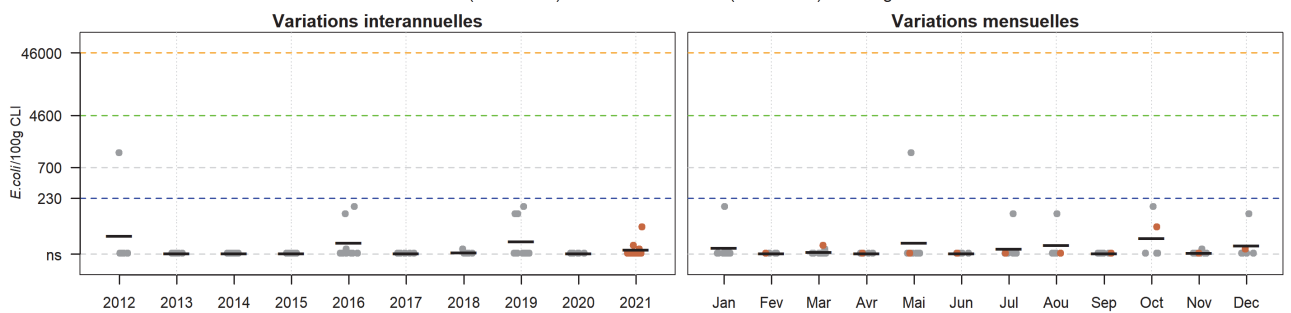 Variations interannuelles
Variations mensuelles
E.coli/100g CLI
46000
4600
700
230
ns
2012 2013 2014 2015 2016 2017 2018 2019 2020 2021
Jan Fev Mar Avr Mai Jun Jul Aou Sep Oct Nov Dec